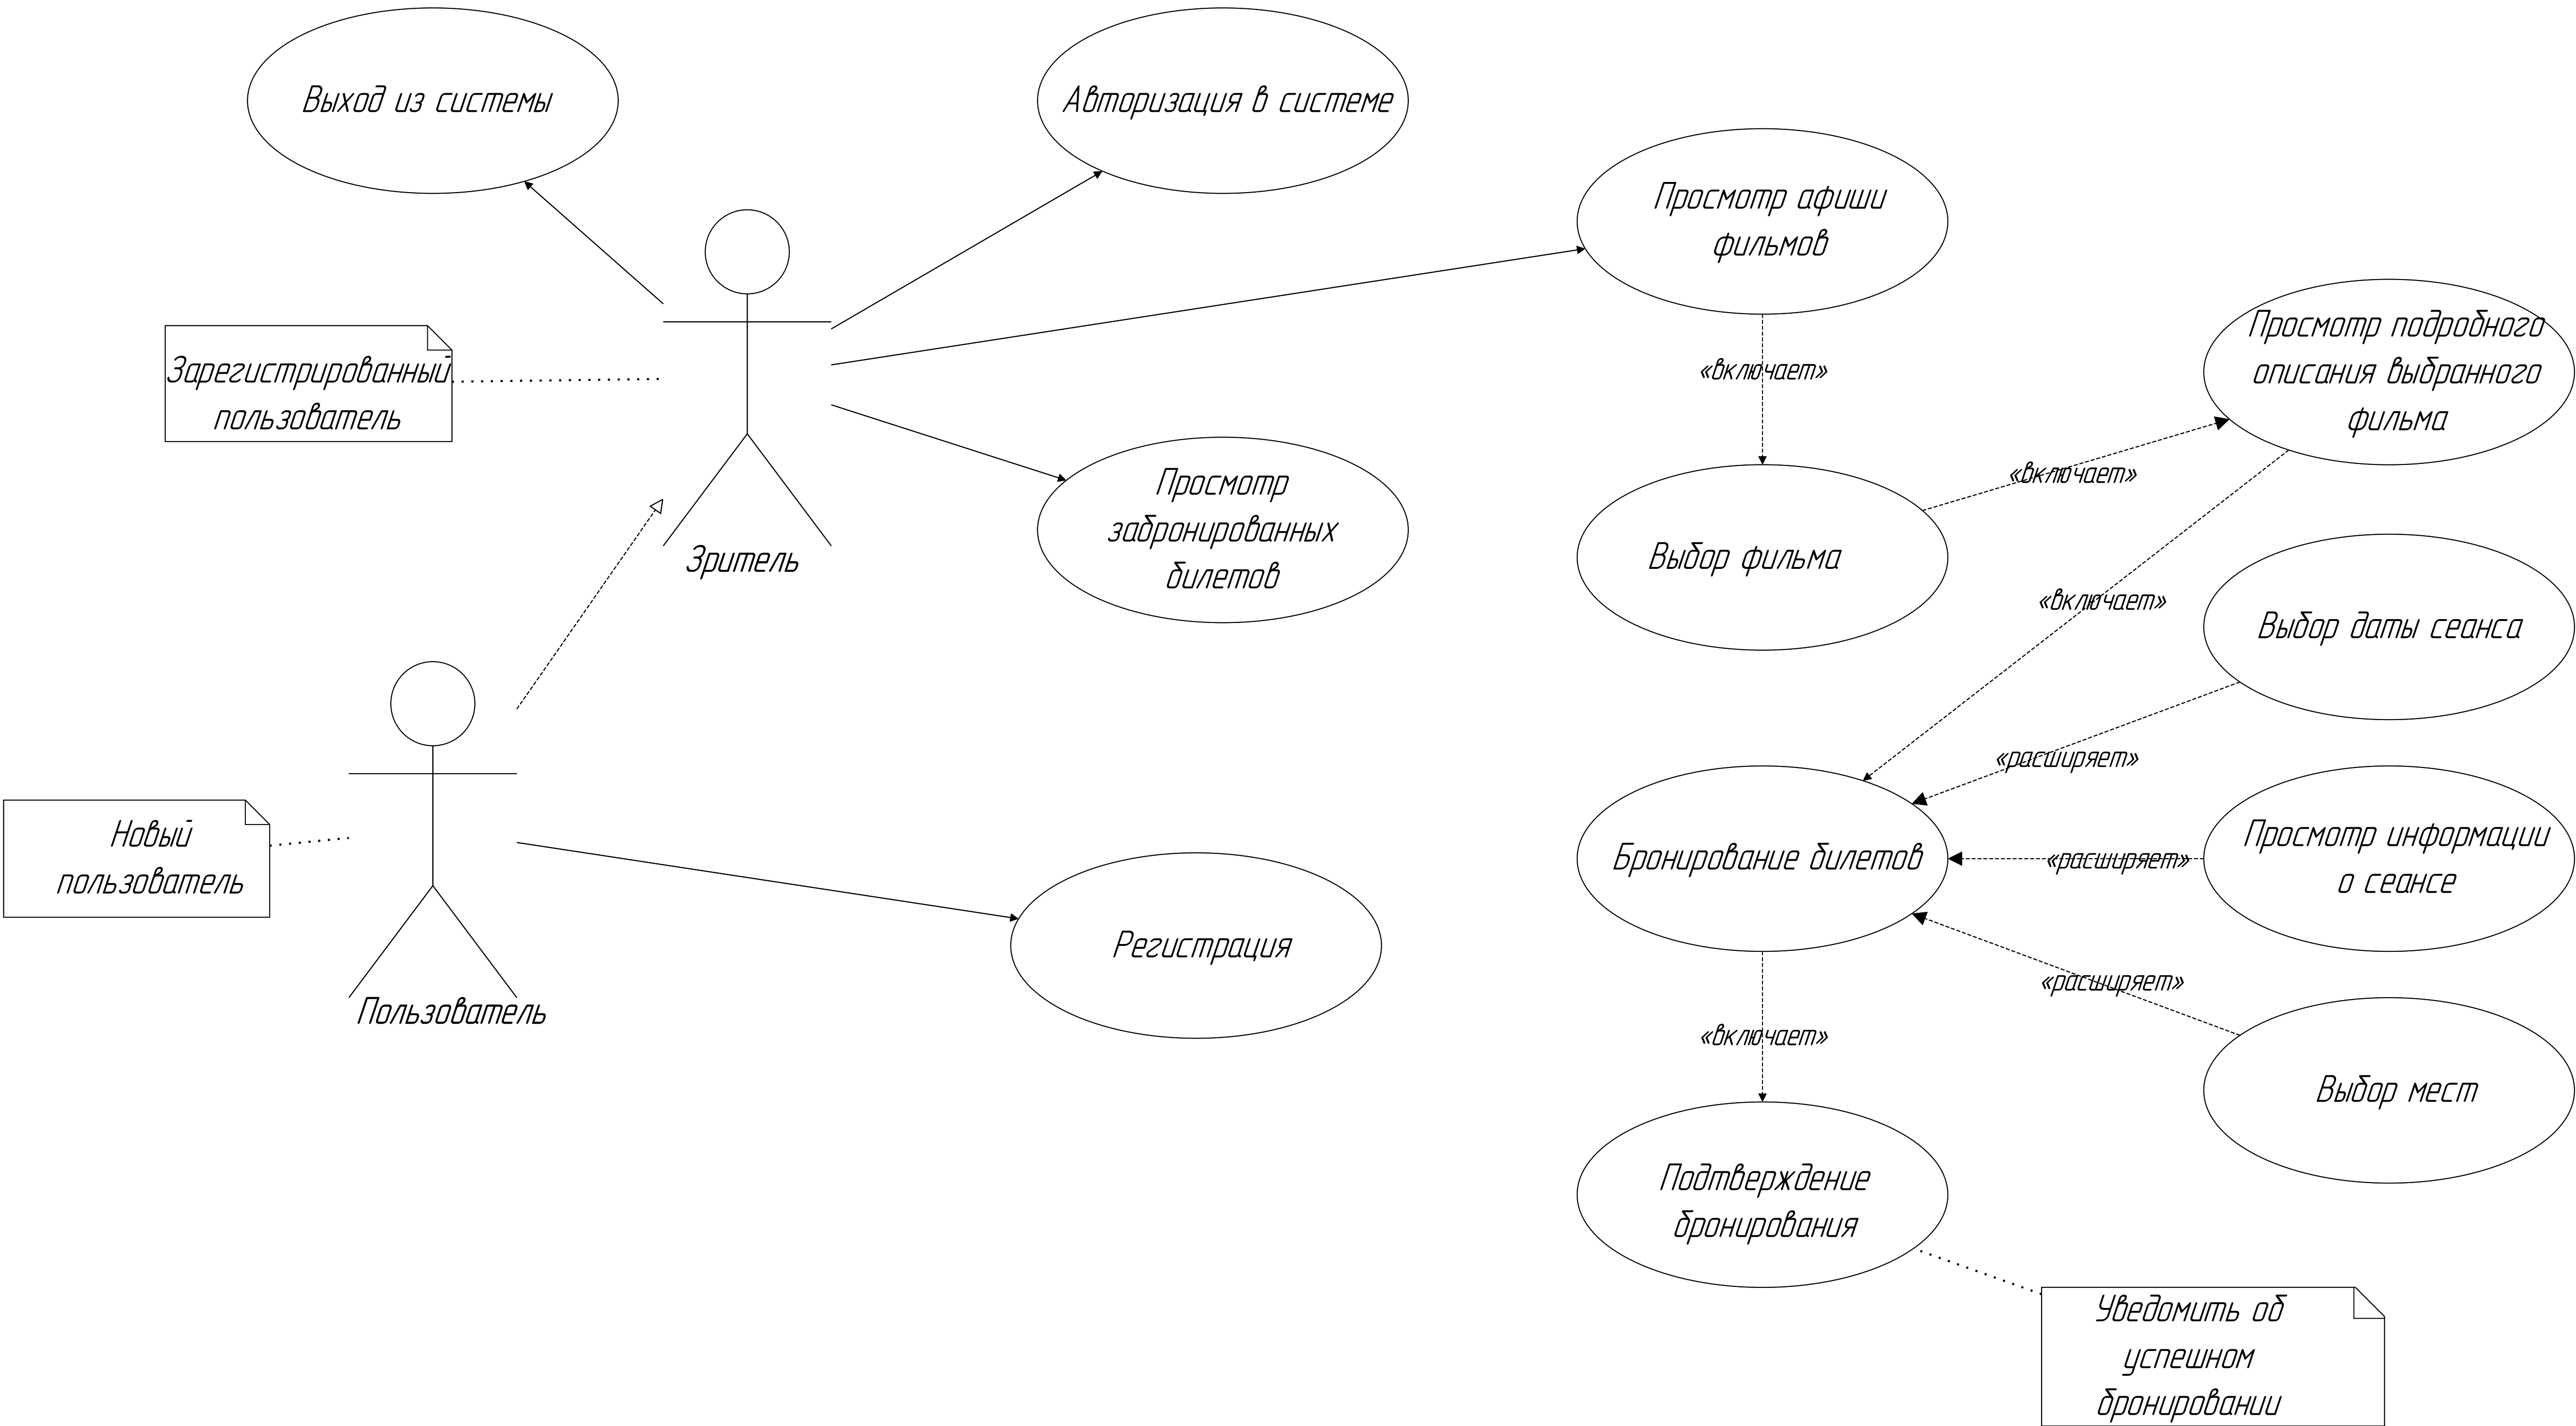 Выход из системы
Авторизация в системе
Просмотр афиши
фильмов
Зарегистрированный
пользователь
Зритель
«включает»
Просмотр подробного
описания выбранного
фильма
Просмотр
забронированных
билетов
Выбор фильма
«включает»
«включает»
Выбор даты сеанса
«расширяет»
Новый
пользователь
Пользователь
Регистрация
Бронирование билетов
«расширяет»
Просмотр информации
о сеансе
«расширяет»
«включает»
Выбор мест
Подтверждение
бронирования
Уведомить об
успешном
бронировании